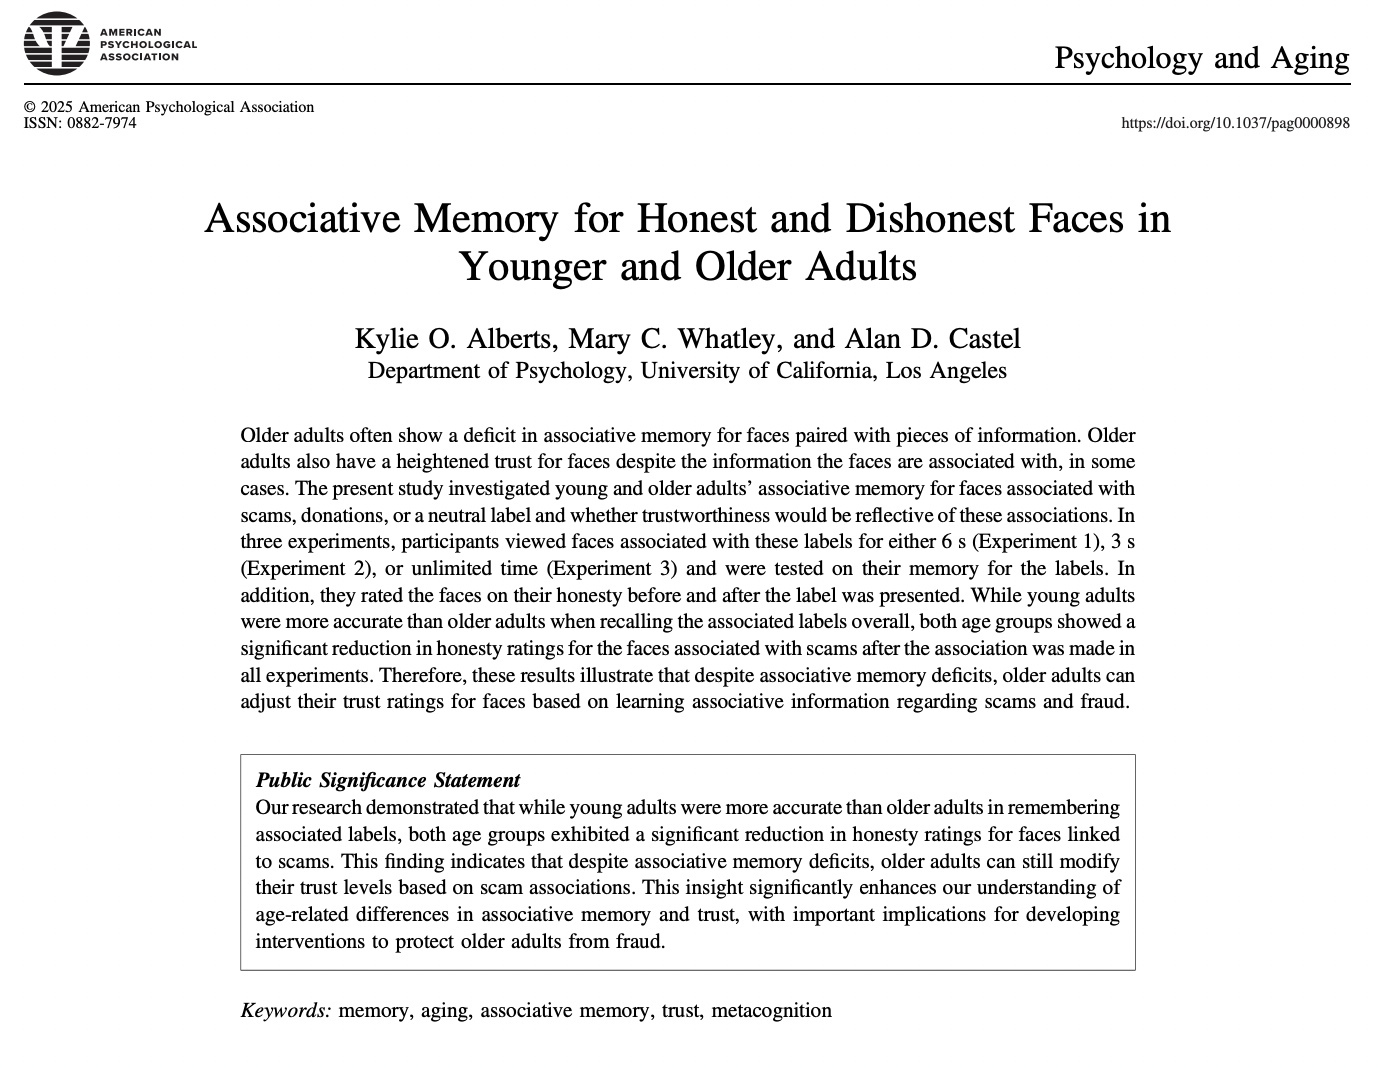 AMERICAN
PSYCHOLOGICAL
ASSOCIATION
Psychology and Aging
© 2025 American Psychological Association
ISSN: 0882-7974
https://doi.org/10.1037/pag0000898
Associative Memory for Honest and Dishonest Faces in
Younger and Older Adults
Kylie O. Alberts, Mary C. Whatley, and Alan D. Castel
Department of Psychology, University of California, Los Angeles
Older adults often show a deficit in associative memory for faces paired with pieces of information. Older
adults also have a heightened trust for faces despite the information the faces are associated with, in some
cases. The present study investigated young and older adults’ associative memory for faces associated with
scams, donations, or a neutral label and whether trustworthiness would be reflective of these associations. In
three experiments, participants viewed faces associated with these labels for either 6 s (Experiment 1), 3 s
(Experiment 2), or unlimited time (Experiment 3) and were tested on their memory for the labels. In
addition, they rated the faces on their honesty before and after the label was presented. While young adults
were more accurate than older adults when recalling the associated labels overall, both age groups showed a
significant reduction in honesty ratings for the faces associated with scams after the association was made in
all experiments. Therefore, these results illustrate that despite associative memory deficits, older adults can
adjust their trust ratings for faces based on learning associative information regarding scams and fraud.
Public Significance Statement
Our research demonstrated that while young adults were more accurate than older adults in remembering
associated labels, both age groups exhibited a significant reduction in honesty ratings for faces linked
to scams. This finding indicates that despite associative memory deficits, older adults can still modify
their trust levels based on scam associations. This insight significantly enhances our understanding of
age-related differences in associative memory and trust, with important implications for developing
interventions to protect older adults from fraud.
Keywords: memory, aging, associative memory, trust, metacognition